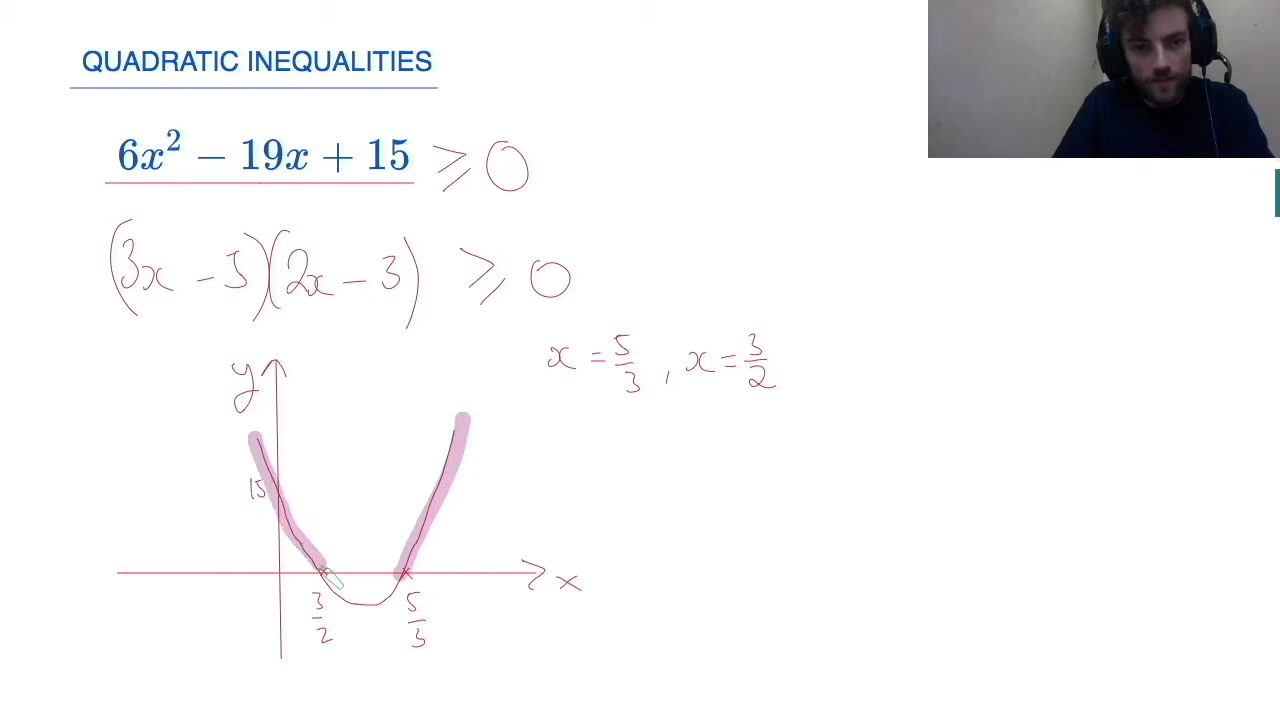 QUADRATIC INEQUALITIES
6x² − 19x + 15 ⩾ 0
(3x − 5)(2x − 3) ⩾ 0
x = 5/3 , x = 3/2
y
15
x
3/2
5/3